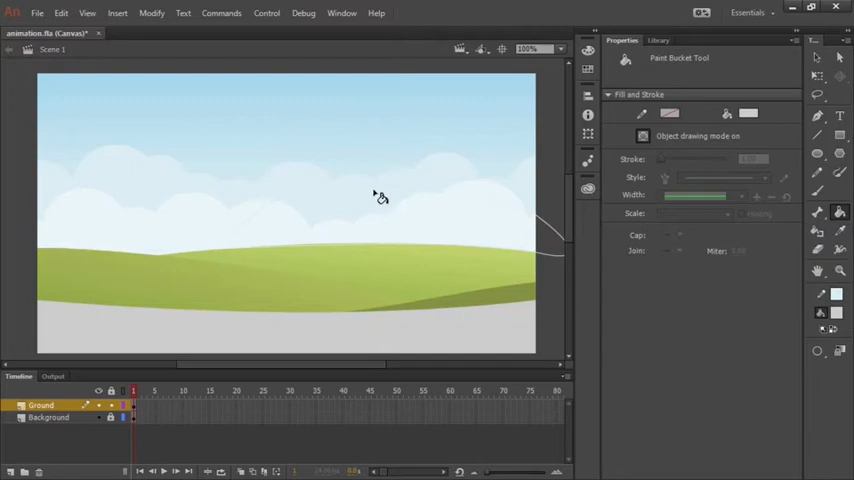 An File Edit View Insert Modify Text Commands Control Debug Window Help Essentials
animation.fla (Canvas)* ×
Scene 1 100%
Properties Library
Paint Bucket Tool
Fill and Stroke
Object drawing mode on
Stroke:
Style:
Width:
Scale:
Cap:
Join: Miter:
Timeline Output
1 5 10 15 20 25 30 35 40 45 50 55 60 65 70 75 80
Ground
Background
1